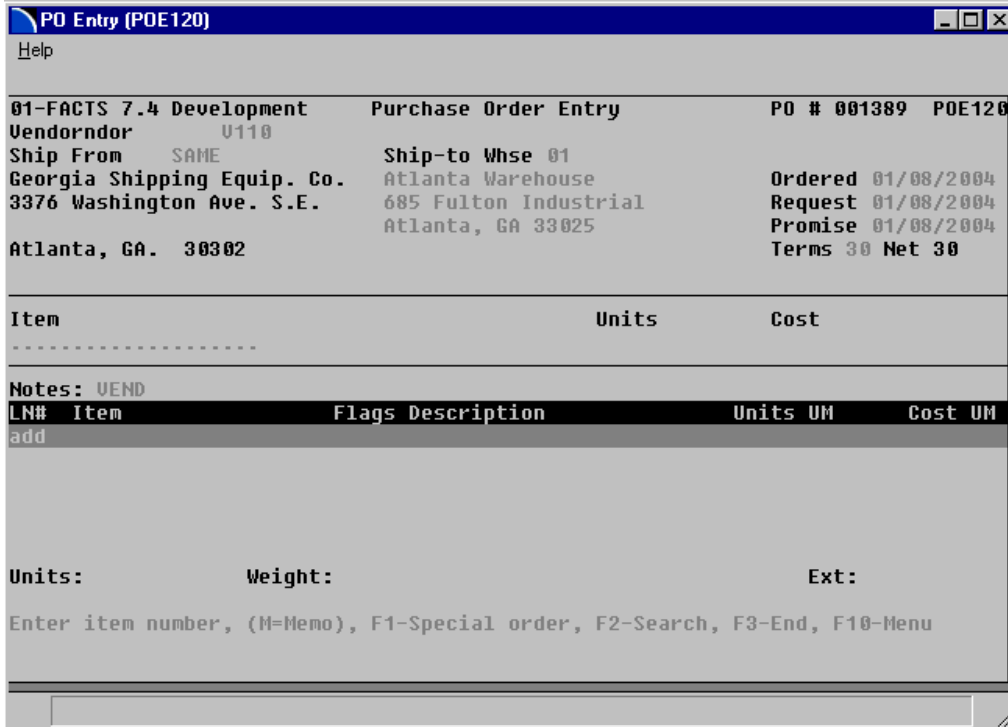 PO Entry (POE120)
Help
01-FACTS 7.4 Development Purchase Order Entry PO # 001389 POE120
Vendorndor V110
Ship From SAME Ship-to Whse 01
Georgia Shipping Equip. Co. Atlanta Warehouse Ordered 01/08/2004
3376 Washington Ave. S.E. 685 Fulton Industrial Request 01/08/2004
Atlanta, GA 33025 Promise 01/08/2004
Atlanta, GA. 30302 Terms 30 Net 30
Item Units Cost
Notes: VEND
LN# Item Flags Description Units UM Cost UM
add
Units: Weight: Ext:
Enter item number, (M=Memo), F1-Special order, F2-Search, F3-End, F10-Menu